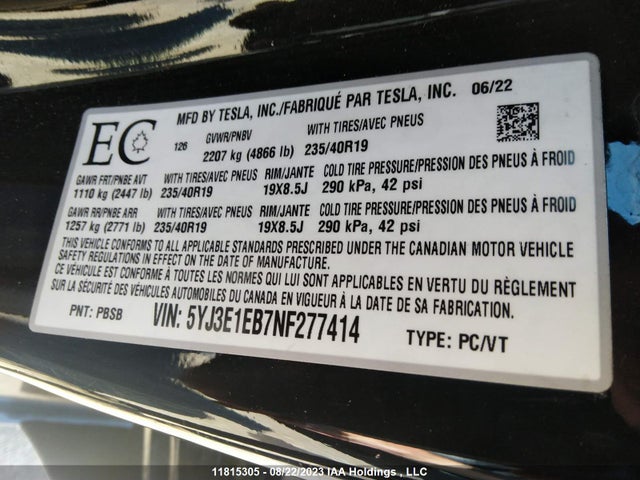 MFD BY TESLA, INC./FABRIQUÉ PAR TESLA, INC. 06/22
EC 126 GVWR/PNBV WITH TIRES/AVEC PNEUS
2207 kg (4866 lb) 235/40R19
GAWR FRT/PNBE AVT WITH TIRES/AVEC PNEUS RIM/JANTE COLD TIRE PRESSURE/PRESSION DES PNEUS À FROID
1110 kg (2447 lb) 235/40R19 19X8.5J 290 kPa, 42 psi
GAWR RR/PNBE ARR WITH TIRES/AVEC PNEUS RIM/JANTE COLD TIRE PRESSURE/PRESSION DES PNEUS À FROID
1257 kg (2771 lb) 235/40R19 19X8.5J 290 kPa, 42 psi
THIS VEHICLE CONFORMS TO ALL APPLICABLE STANDARDS PRESCRIBED UNDER THE CANADIAN MOTOR VEHICLE
SAFETY REGULATIONS IN EFFECT ON THE DATE OF MANUFACTURE
CE VÉHICULE EST CONFORME À TOUTES LES NORMES QUI LUI SONT APPLICABLES EN VERTU DU RÈGLEMENT
SUR LA SÉCURITÉ DES VÉHICULES AUTOMOBILES DU CANADA EN VIGUEUR À LA DATE DE SA FABRICATION.
PNT: PBSB VIN: 5YJ3E1EB7NF277414 TYPE: PC/VT
11815305 - 08/22/2023 IAA Holdings , LLC